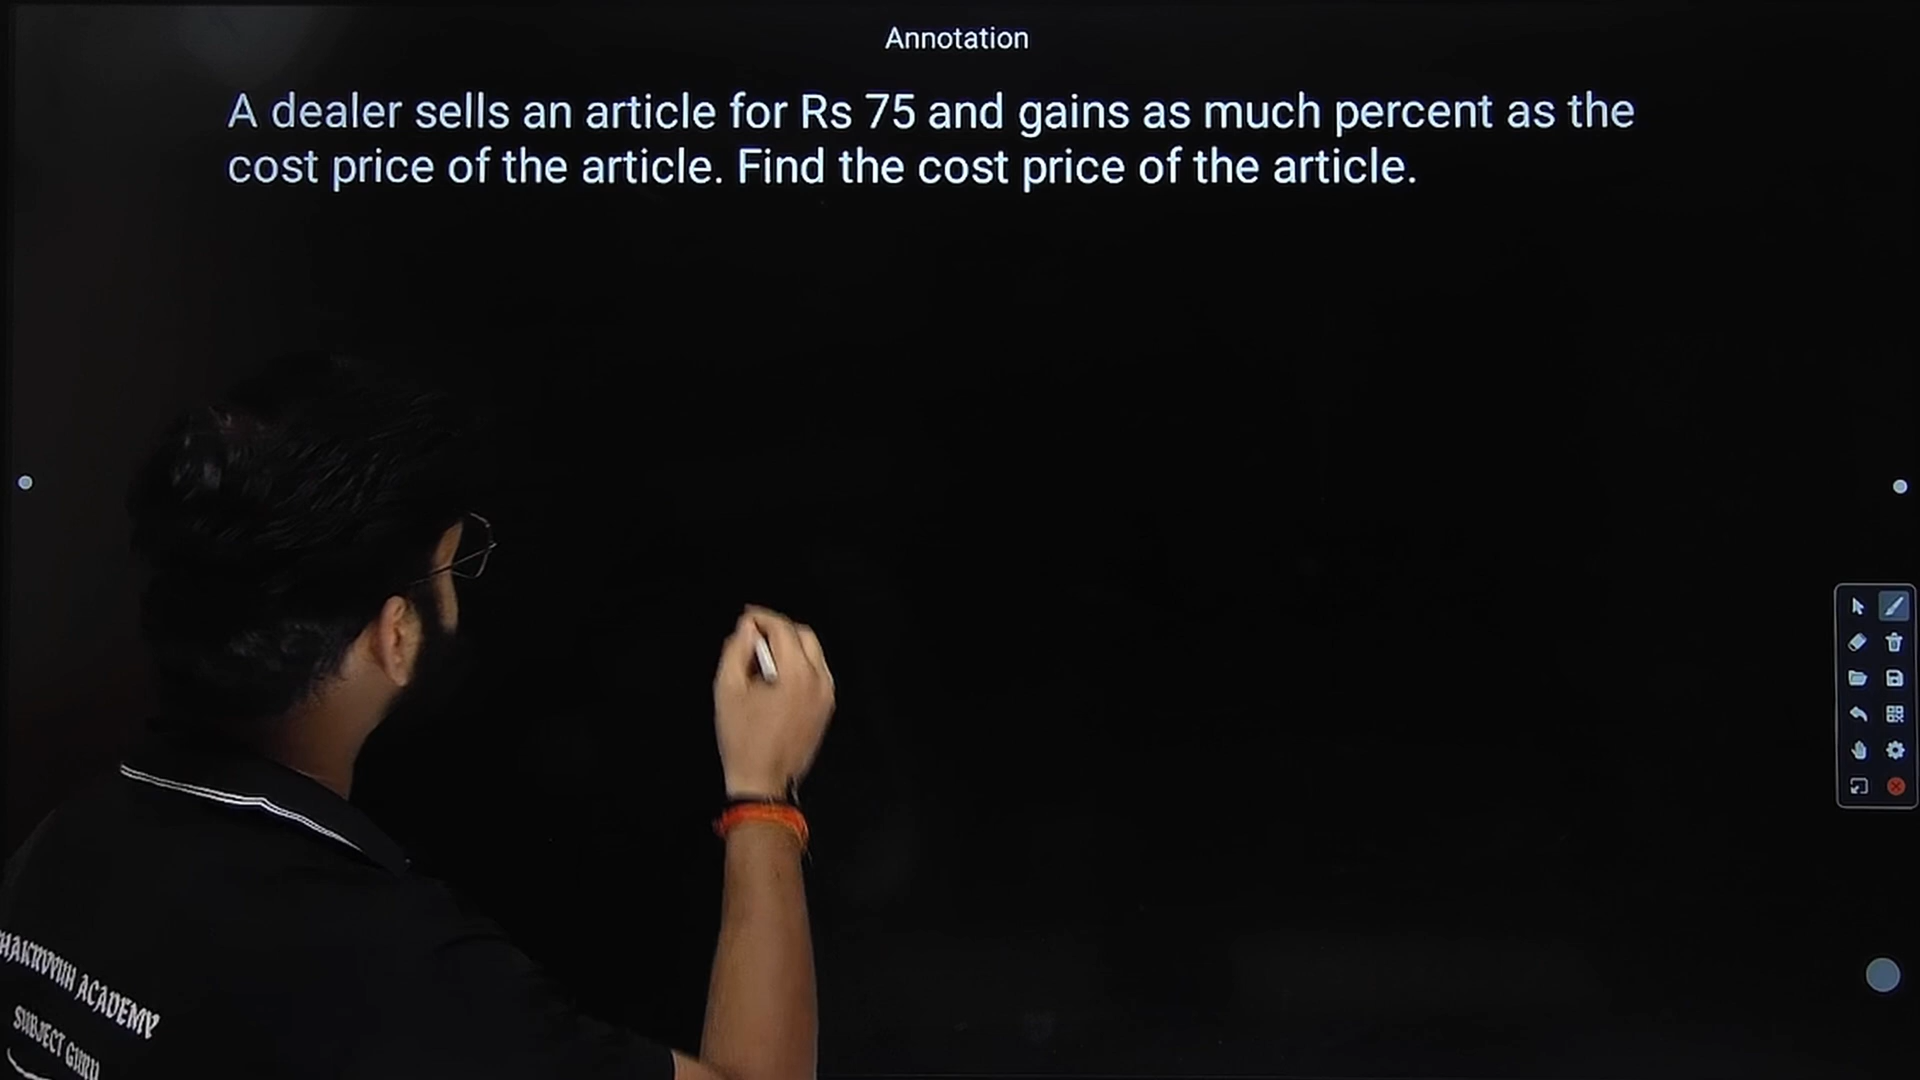 Annotation
A dealer sells an article for Rs 75 and gains as much percent as the
cost price of the article. Find the cost price of the article.
HAKRVYUH ACADEMY
SUBJECT GURU